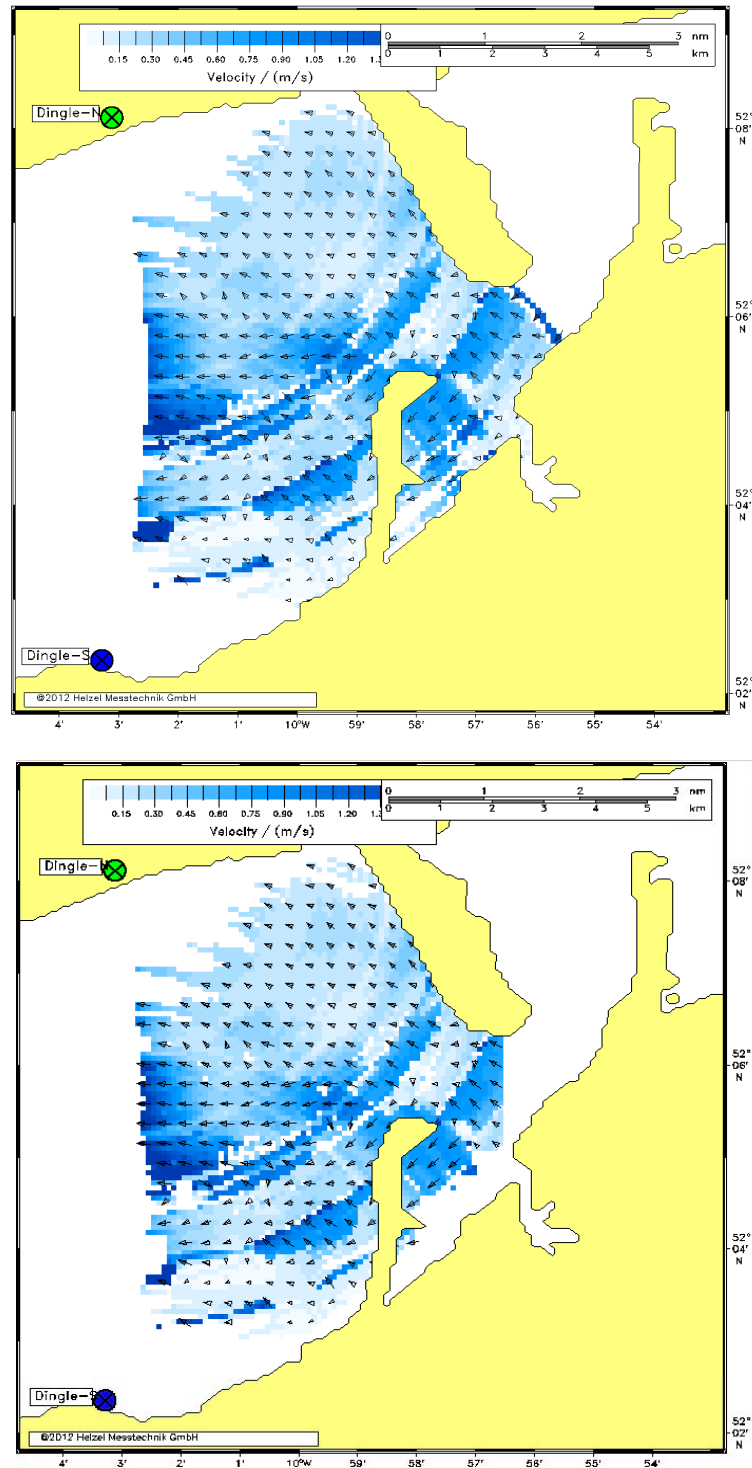 0 1 2 3 nm
0 1 2 3 4 5 km
0.15 0.30 0.45 0.60 0.75 0.90 1.05 1.20
Velocity / (m/s)
Dingle-N
52°
08'
N
52°
06'
N
52°
04'
N
Dingle-S
52°
02'
N
@2012 Helzel Messtechnik GmbH
4' 3' 2' 1' 10°W 59' 58' 57' 56' 55' 54'
0 1 2 3 nm
0 1 2 3 4 5 km
0.15 0.30 0.45 0.60 0.75 0.90 1.05 1.20
Velocity / (m/s)
Dingle-
52°
08'
N
52°
06'
N
52°
04'
N
Dingle-S
52°
02'
N
@2012 Helzel Messtechnik GmbH
4' 3' 2' 1' 10°W 59' 58' 57' 56' 55' 54'